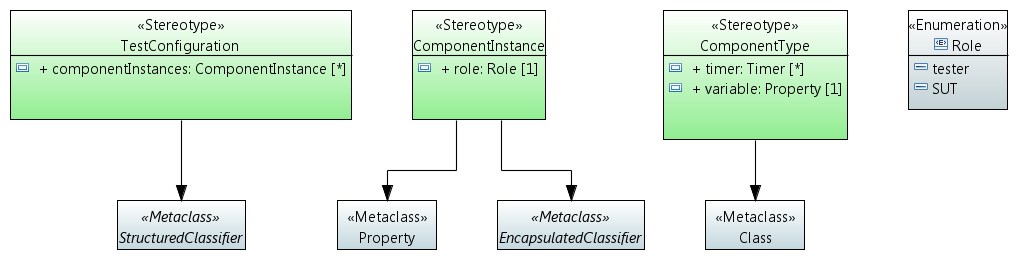 «Stereotype»
TestConfiguration
+ componentInstances: ComponentInstance [*]
«Stereotype»
ComponentInstance
+ role: Role [1]
«Stereotype»
ComponentType
+ timer: Timer [*]
+ variable: Property [1]
«Enumeration»
Role
tester
SUT
«Metaclass»
StructuredClassifier
«Metaclass»
Property
«Metaclass»
EncapsulatedClassifier
«Metaclass»
Class